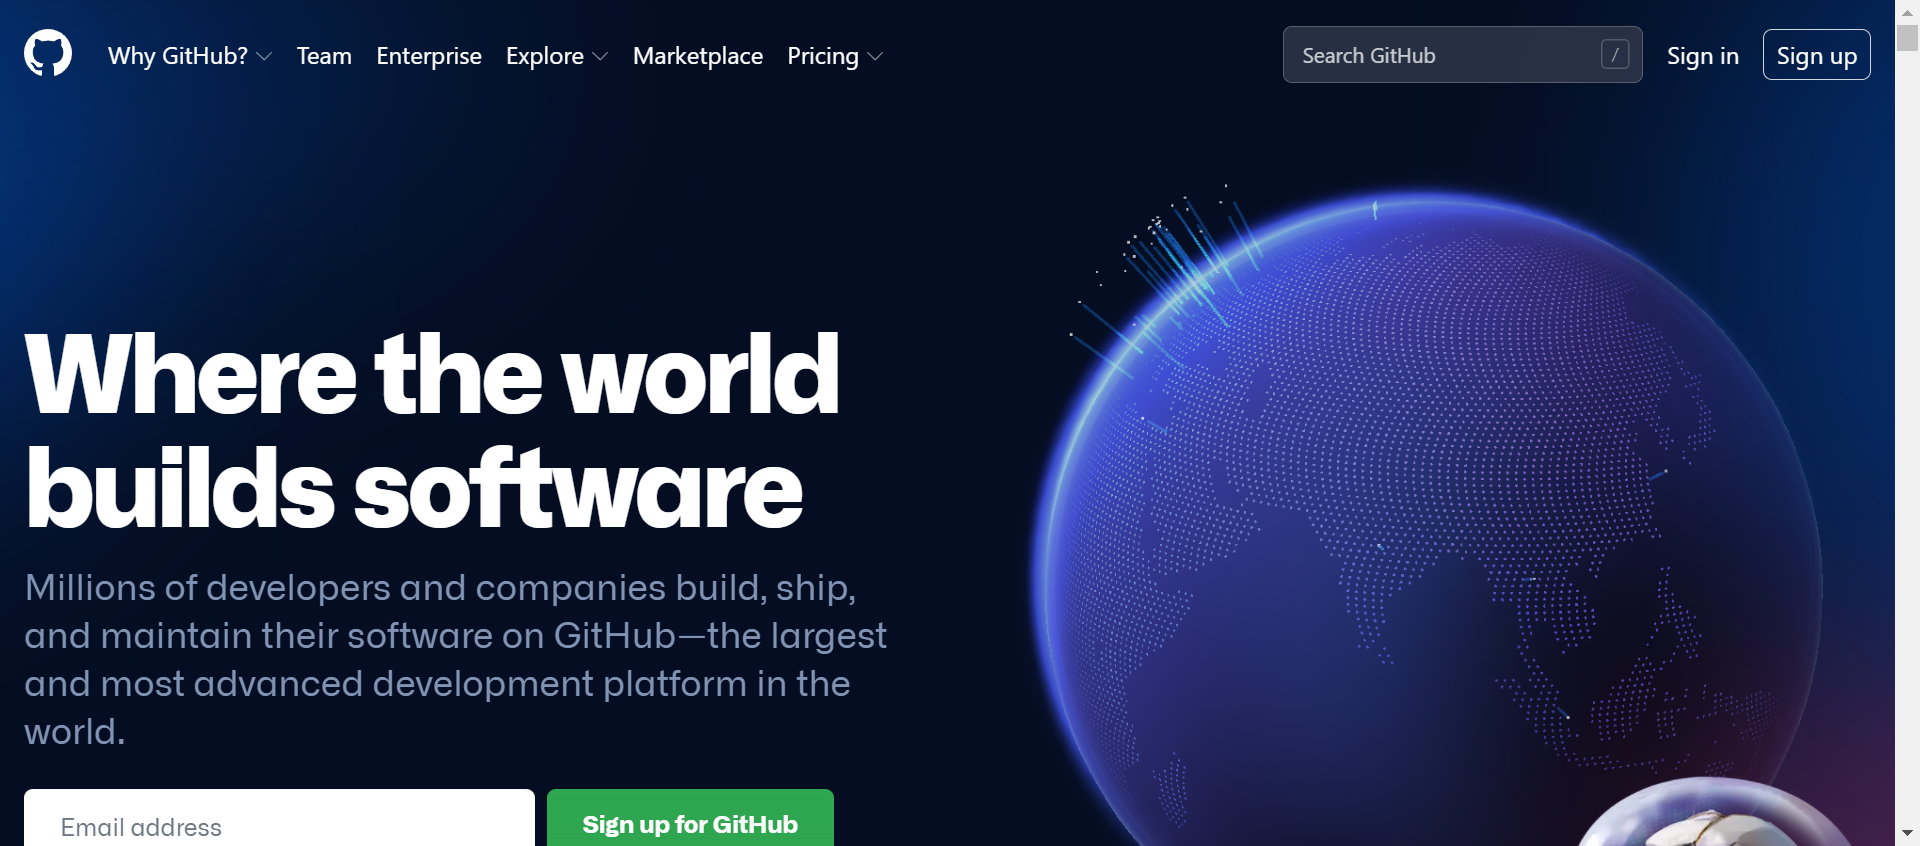 Why GitHub? Team Enterprise Explore Marketplace Pricing Search GitHub / Sign in Sign up
Where the world
builds software
Millions of developers and companies build, ship,
and maintain their software on GitHub—the largest
and most advanced development platform in the
world.
Email address Sign up for GitHub